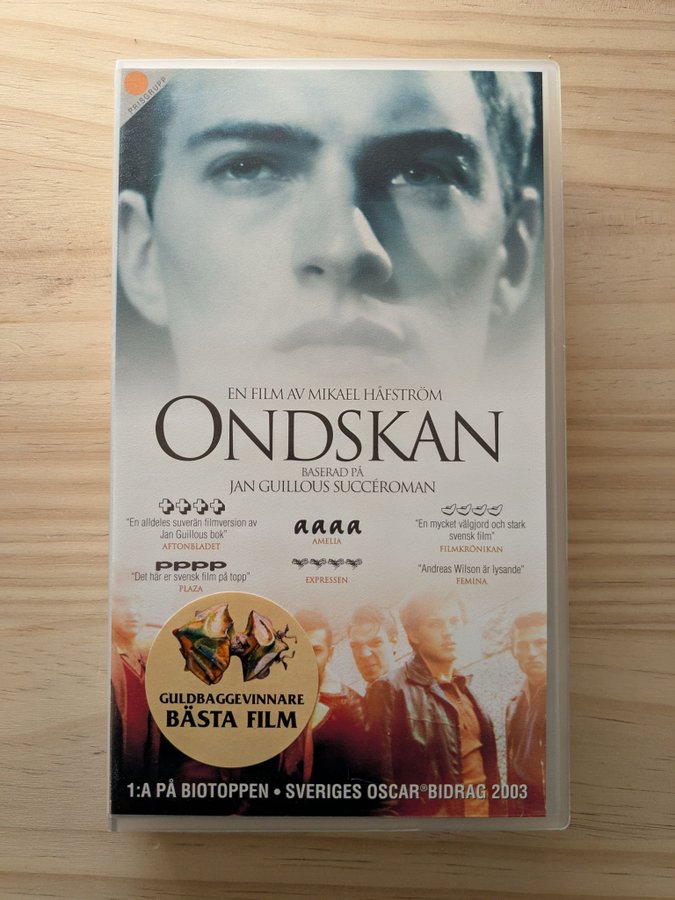 PRISGRUPP
EN FILM AV MIKAEL HÅFSTRÖM
ONDSKAN
BASERAD PÅ
JAN GUILLOUS SUCCÉROMAN
"En alldeles suverän filmversion av
Jan Guillous bok"
AFTONBLADET
aaaa
AMELIA
"En mycket välgjord och stark
svensk film"
FILMKRÖNIKAN
PPPP
"Det här är svensk film på topp"
PLAZA
EXPRESSEN
"Andreas Wilson är lysande"
FEMINA
GULDBAGGEVINNARE
BÄSTA FILM
1:A PÅ BIOTOPPEN • SVERIGES OSCAR®BIDRAG 2003